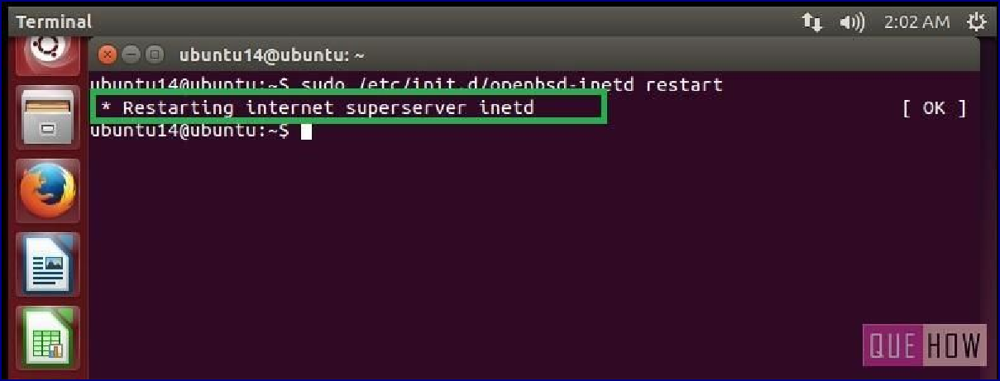 Terminal
2:02 AM
ubuntu14@ubuntu: ~
ubuntu14@ubuntu:~$ sudo /etc/init.d/openbsd-inetd restart
* Restarting internet superserver inetd [ OK ]
ubuntu14@ubuntu:~$
QUE HOW